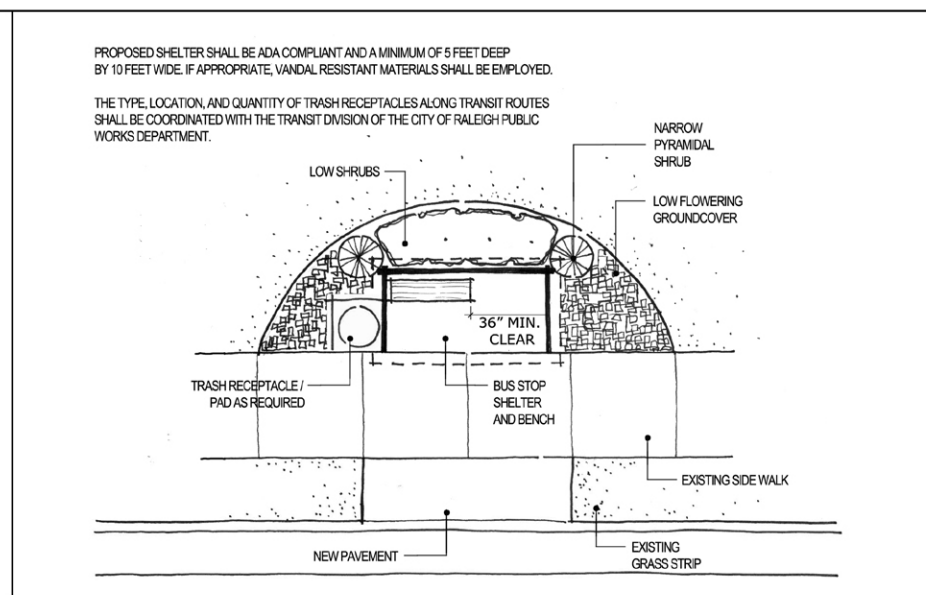 PROPOSED SHELTER SHALL BE ADA COMPLIANT AND A MINIMUM OF 5 FEET DEEP
BY 10 FEET WIDE. IF APPROPRIATE, VANDAL RESISTANT MATERIALS SHALL BE EMPLOYED.
THE TYPE, LOCATION, AND QUANTITY OF TRASH RECEPTACLES ALONG TRANSIT ROUTES
SHALL BE COORDINATED WITH THE TRANSIT DIVISION OF THE CITY OF RALEIGH PUBLIC
WORKS DEPARTMENT.
NARROW
PYRAMIDAL
SHRUB
LOW SHRUBS
LOW FLOWERING
GROUNDCOVER
36" MIN.
CLEAR
TRASH RECEPTACLE /
PAD AS REQUIRED
BUS STOP
SHELTER
AND BENCH
EXISTING SIDE WALK
NEW PAVEMENT
EXISTING
GRASS STRIP